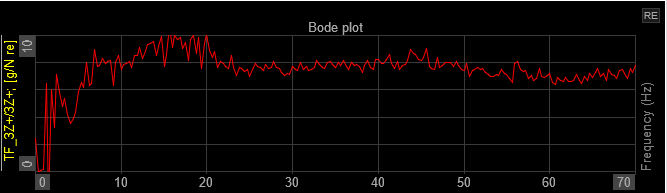 RE
Bode plot
10
TF_3Z+/3Z+; [g/N re]
0
Frequency (Hz)
0 10 20 30 40 50 60 70